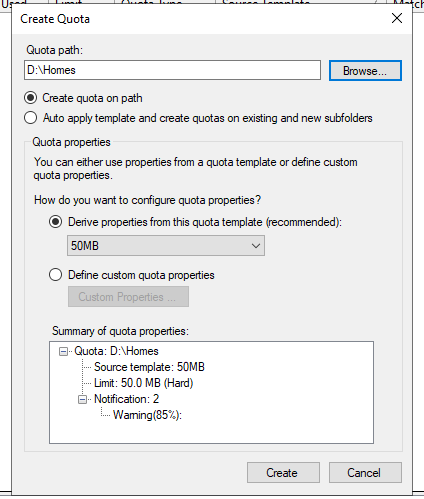 Used Limit Quota Type Source Template Match
Create Quota
Quota path:
D:\Homes
Browse...
Create quota on path
Auto apply template and create quotas on existing and new subfolders
Quota properties
You can either use properties from a quota template or define custom
quota properties.
How do you want to configure quota properties?
Derive properties from this quota template (recommended):
50MB
Define custom quota properties
Custom Properties ...
Summary of quota properties:
Quota: D:\Homes
Source template: 50MB
Limit: 50.0 MB (Hard)
Notification: 2
Warning(85%):
Create Cancel